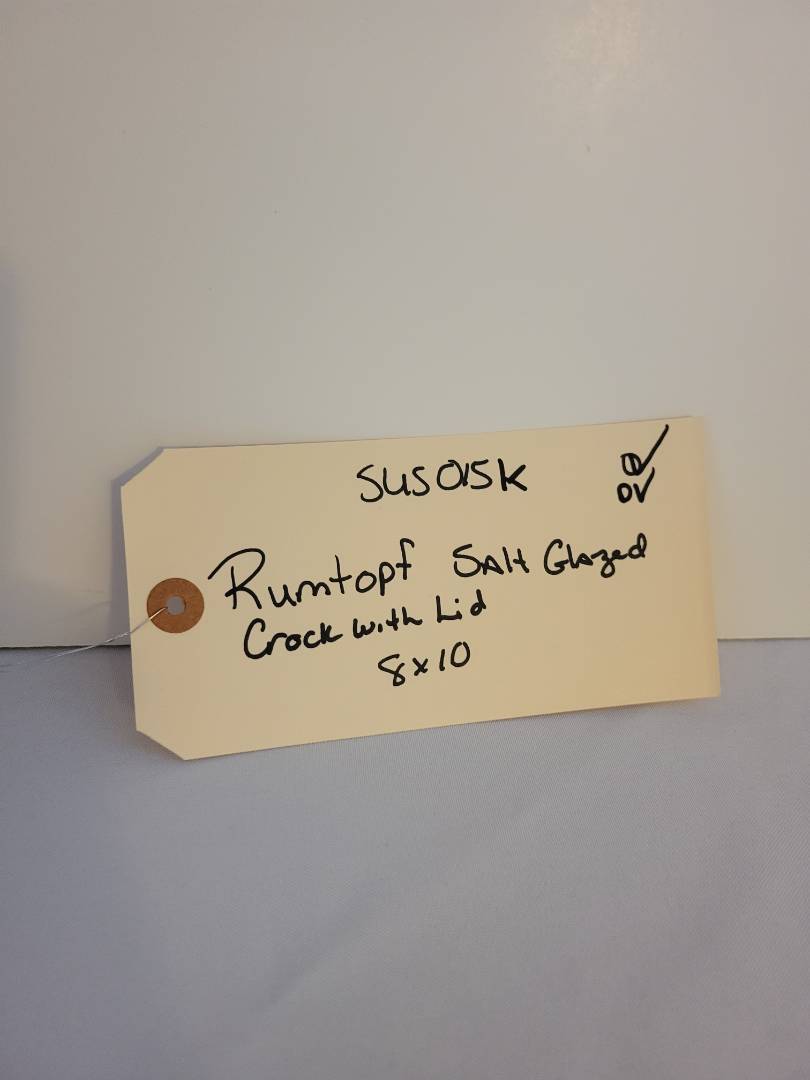 SUS015K
Rumtopf Salt Glazed
Crock with Lid
8x10